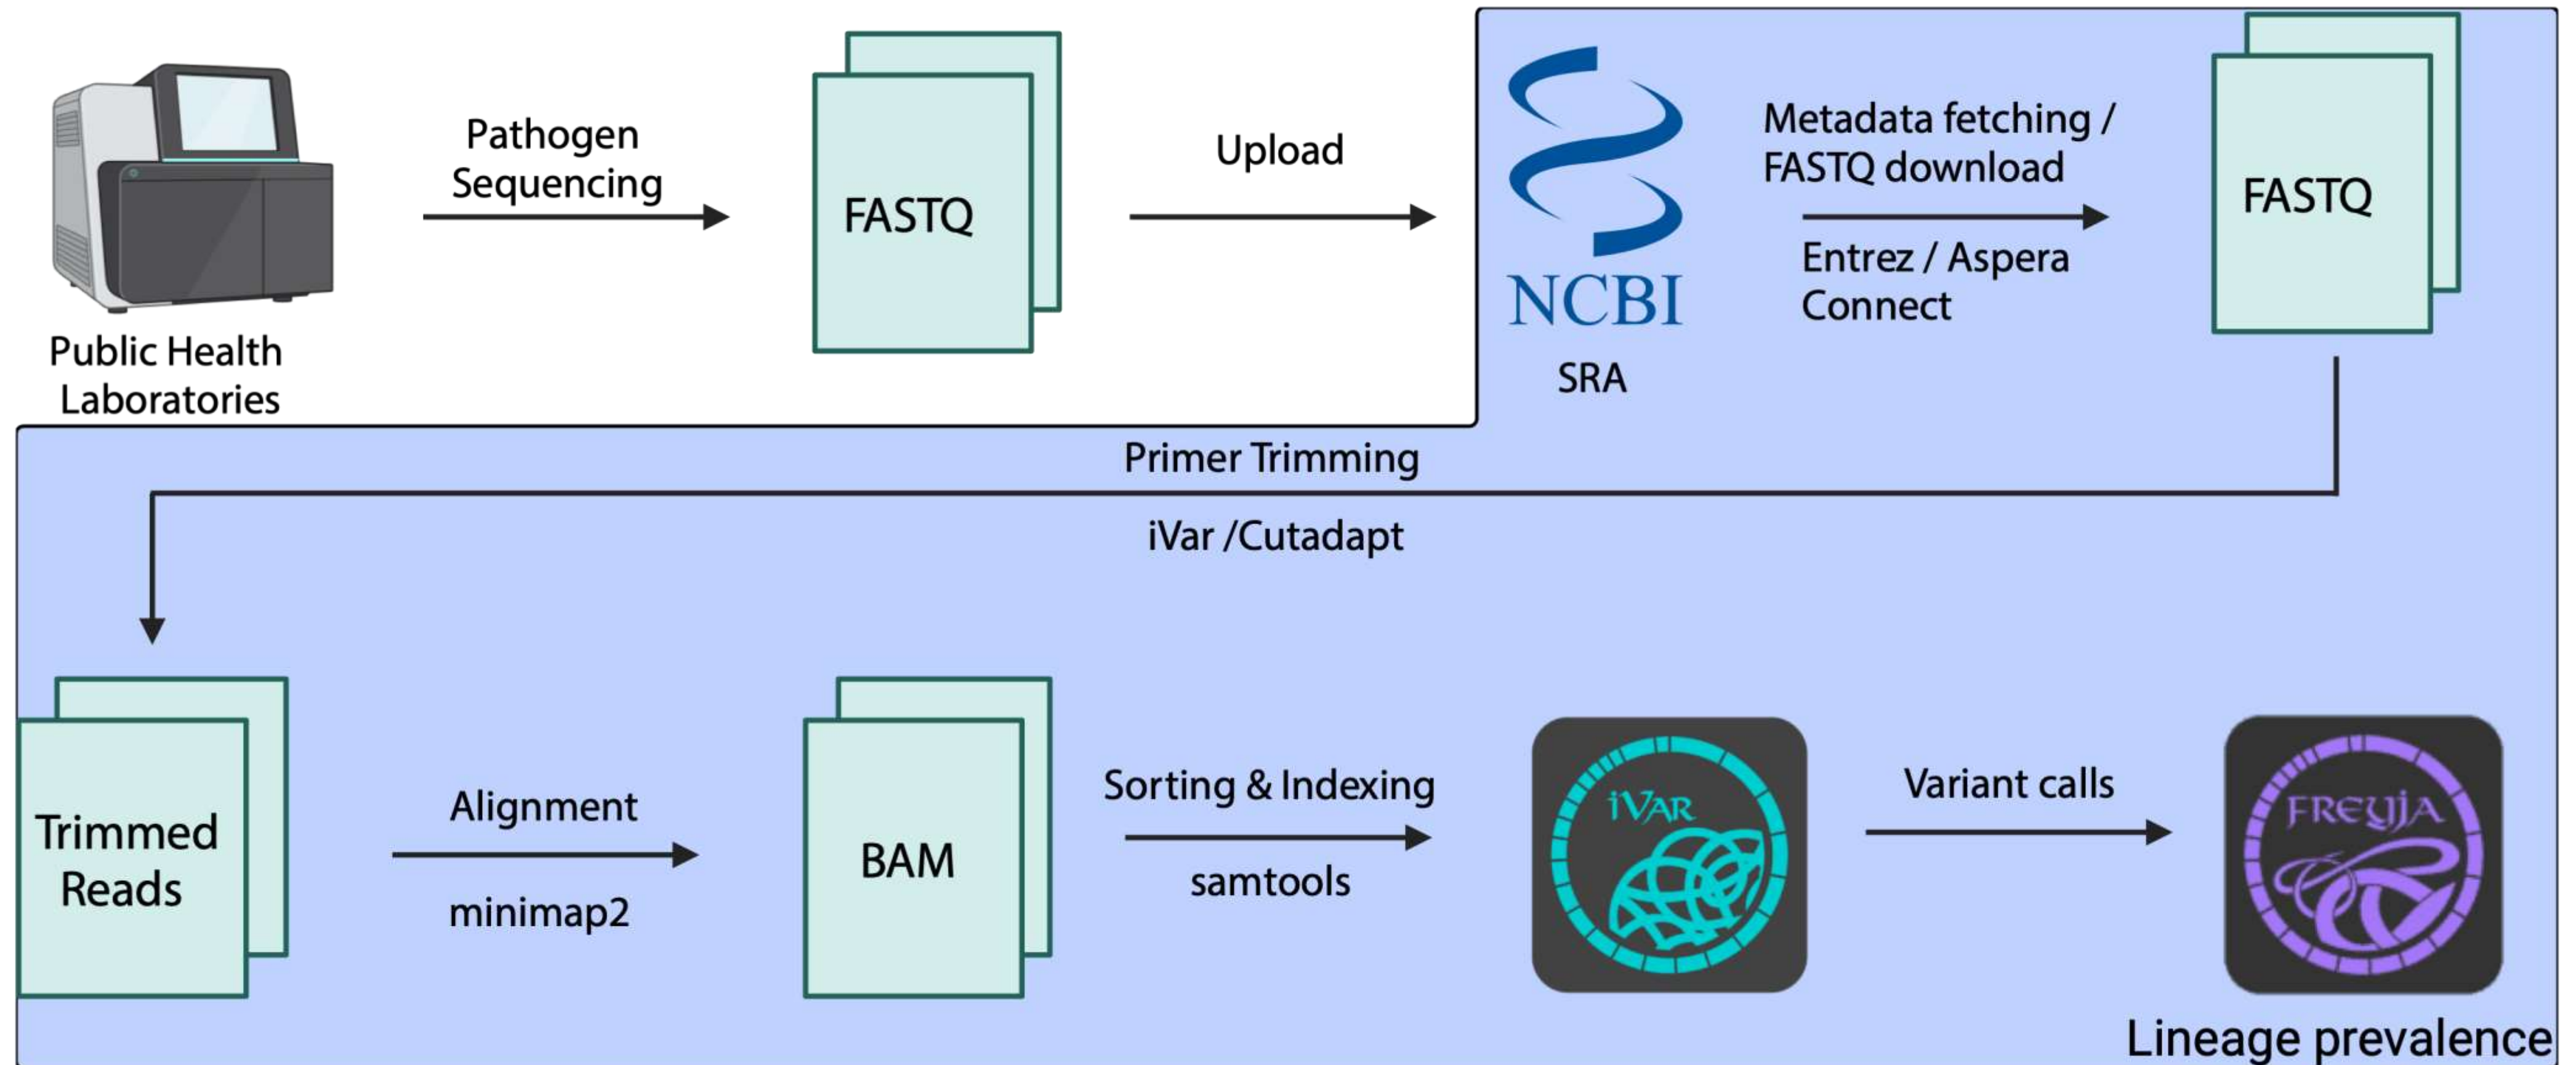 Public Health
Laboratories
Pathogen
Sequencing
FASTQ
Upload
NCBI
SRA
Metadata fetching /
FASTQ download
Entrez / Aspera
Connect
FASTQ
Primer Trimming
iVar /Cutadapt
Trimmed
Reads
Alignment
minimap2
BAM
Sorting & Indexing
samtools
iVAR
Variant calls
FREYJA
Lineage prevalence